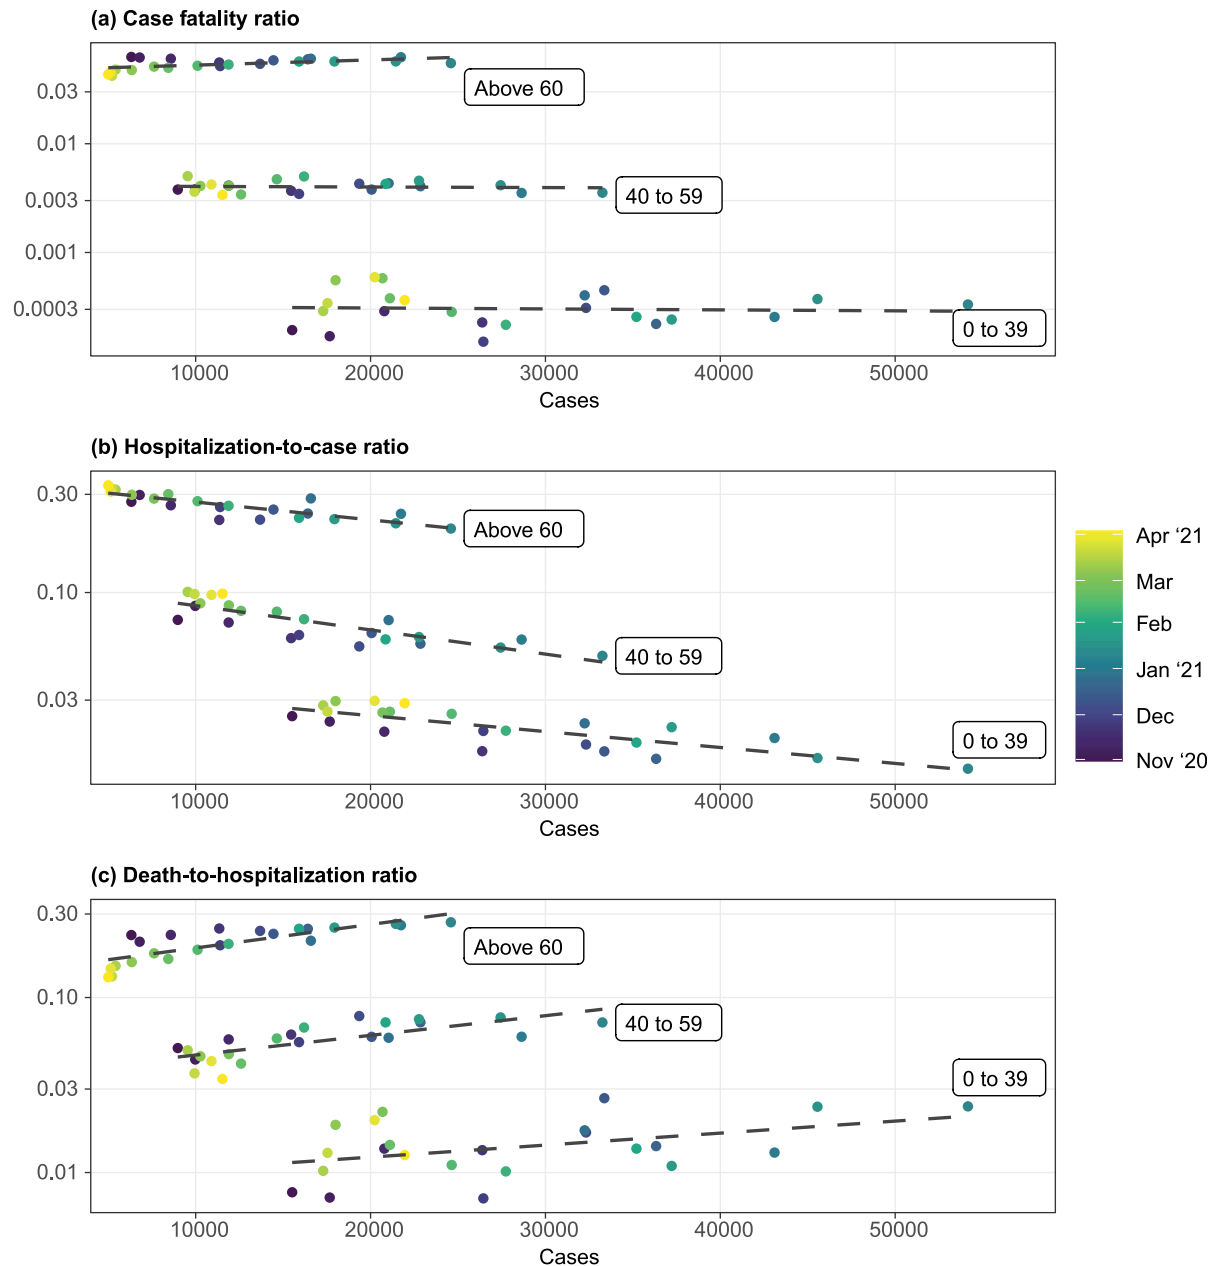 (a) Case fatality ratio
0.03
0.01
0.003
0.001
0.0003
Above 60
40 to 59
0 to 39
10000 20000 30000 40000 50000
Cases
(b) Hospitalization-to-case ratio
0.30
0.10
0.03
Above 60
40 to 59
0 to 39
10000 20000 30000 40000 50000
Cases
Apr ‘21
Mar
Feb
Jan ‘21
Dec
Nov ‘20
(c) Death-to-hospitalization ratio
0.30
0.10
0.03
0.01
Above 60
40 to 59
0 to 39
10000 20000 30000 40000 50000
Cases